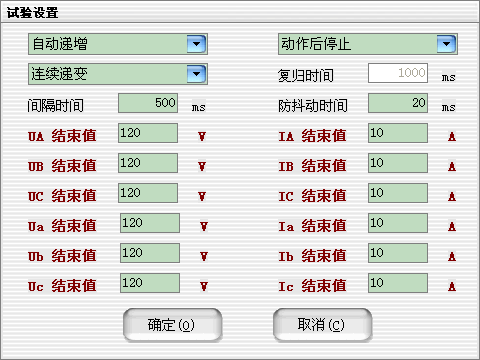 试验设置
自动递增 动作后停止
连续递变 复归时间 1000 ms
间隔时间 500 ms 防抖动时间 20 ms
UA 结束值 120 V IA 结束值 10 A
UB 结束值 120 V IB 结束值 10 A
UC 结束值 120 V IC 结束值 10 A
Ua 结束值 120 V Ia 结束值 10 A
Ub 结束值 120 V Ib 结束值 10 A
Uc 结束值 120 V Ic 结束值 10 A
确定(O) 取消(C)